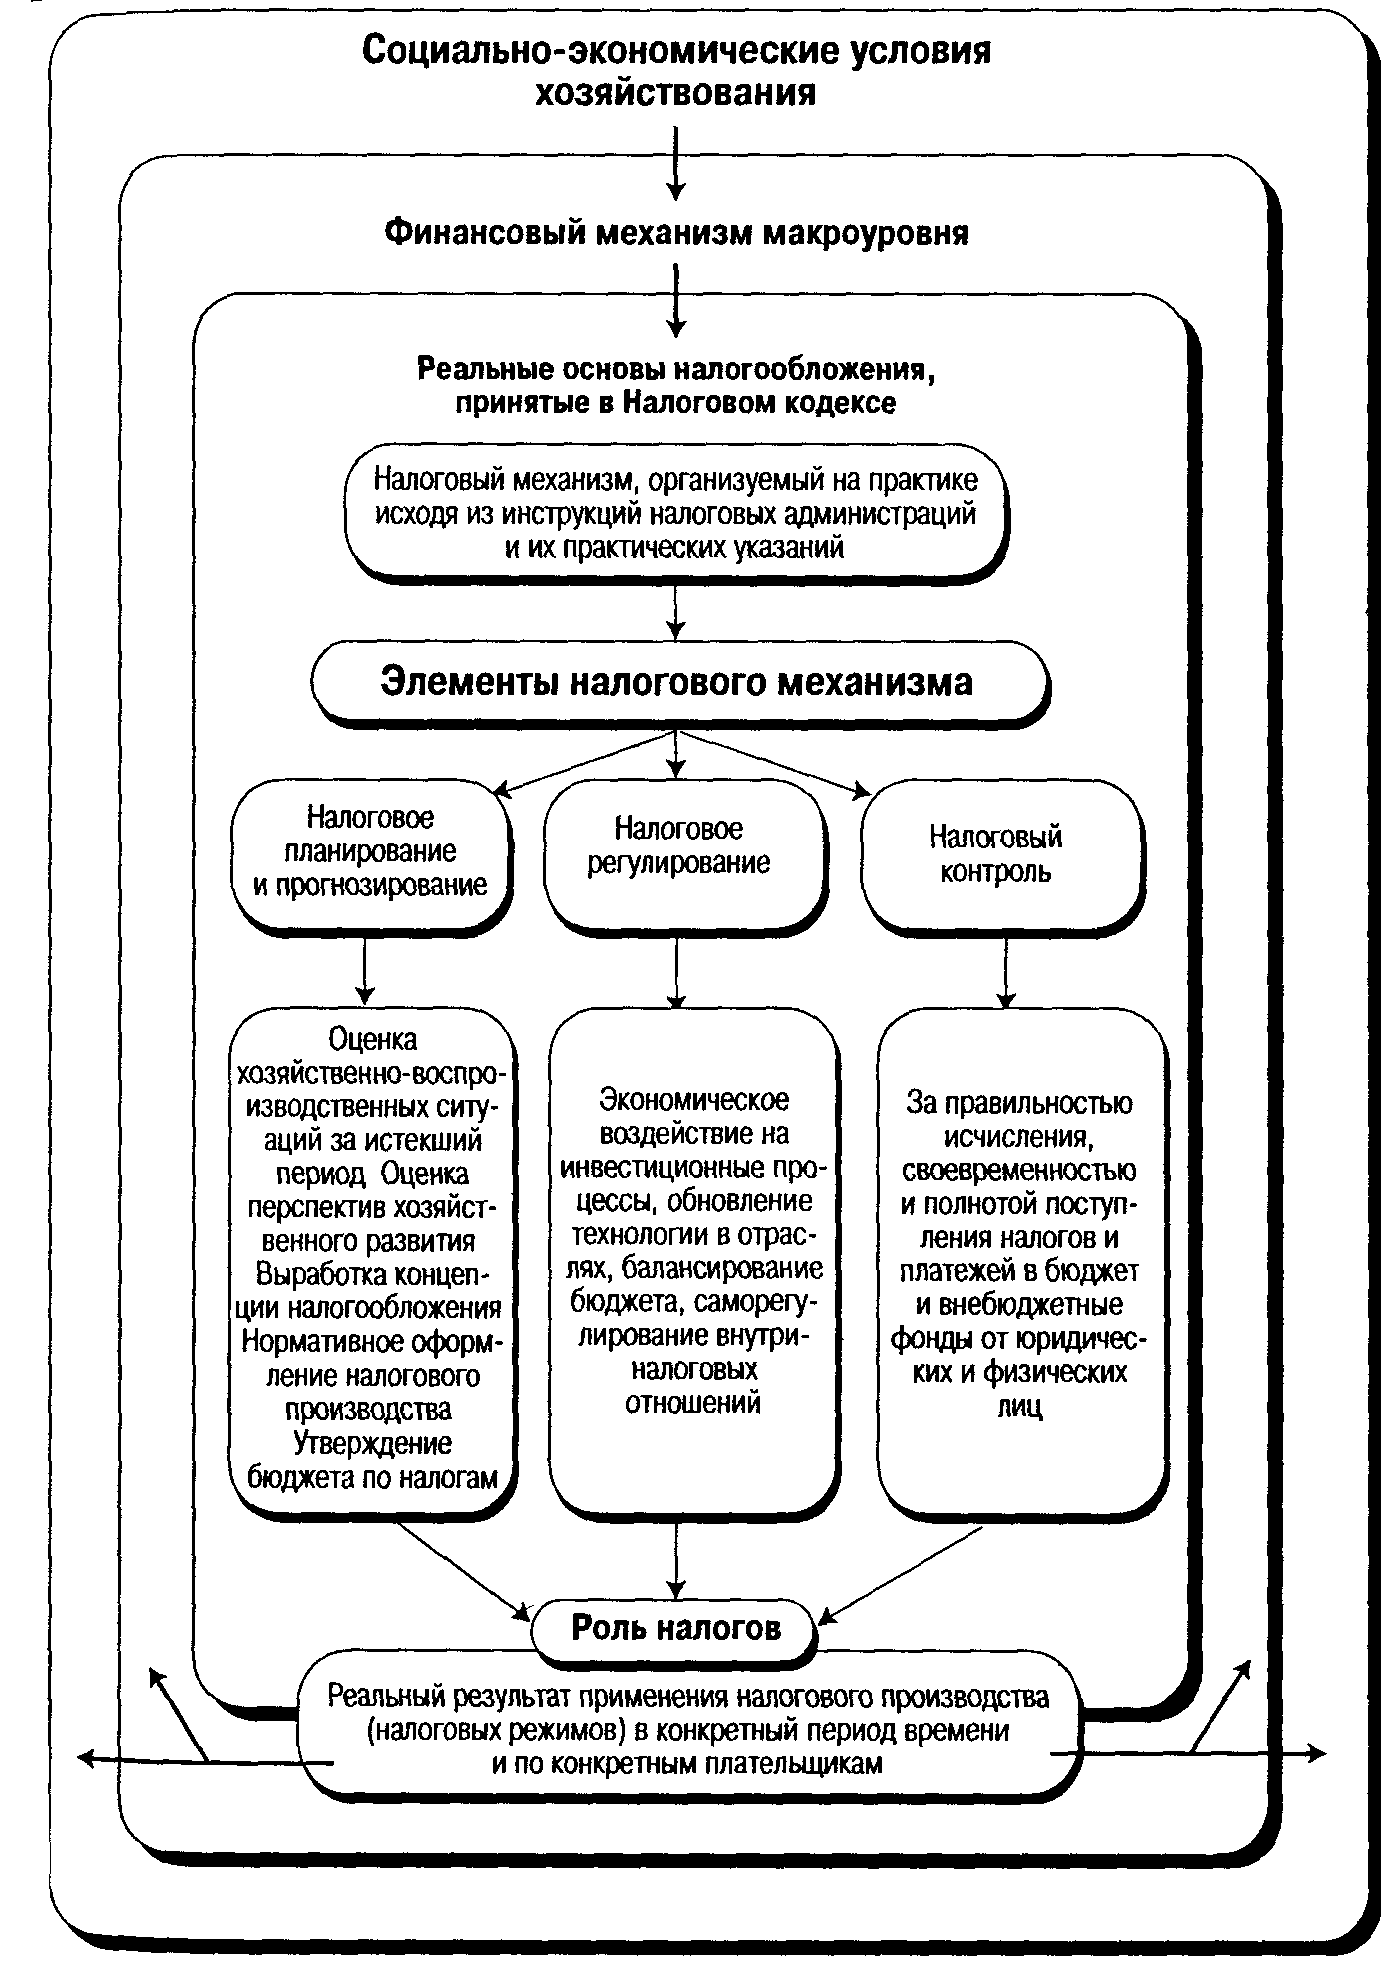 Социально-экономические условия
хозяйствования
Финансовый механизм макроуровня
Реальные основы налогообложения,
принятые в Налоговом кодексе
Налоговый механизм, организуемый на практике
исходя из инструкций налоговых администраций
и их практических указаний
Элементы налогового механизма
Налоговое
планирование
и прогнозирование
Налоговое
регулирование
Налоговый
контроль
Оценка
хозяйственно-воспро-
изводственных ситу-
аций за истекший
период Оценка
перспектив хозяйст-
венного развития
Выработка концеп-
ции налогообложения
Нормативное оформ-
ление налогового
производства
Утверждение
бюджета по налогам
Экономическое
воздействие на
инвестиционные про-
цессы, обновление
технологии в отрас-
лях, балансирование
бюджета, саморегу-
лирование внутри-
налоговых
отношений
За правильностью
исчисления,
своевременностью
и полнотой поступ-
ления налогов и
платежей в бюджет
и внебюджетные
фонды от юридичес-
ких и физических
лиц
Роль налогов
Реальный результат применения налогового производства
(налоговых режимов) в конкретный период времени
и по конкретным плательщикам